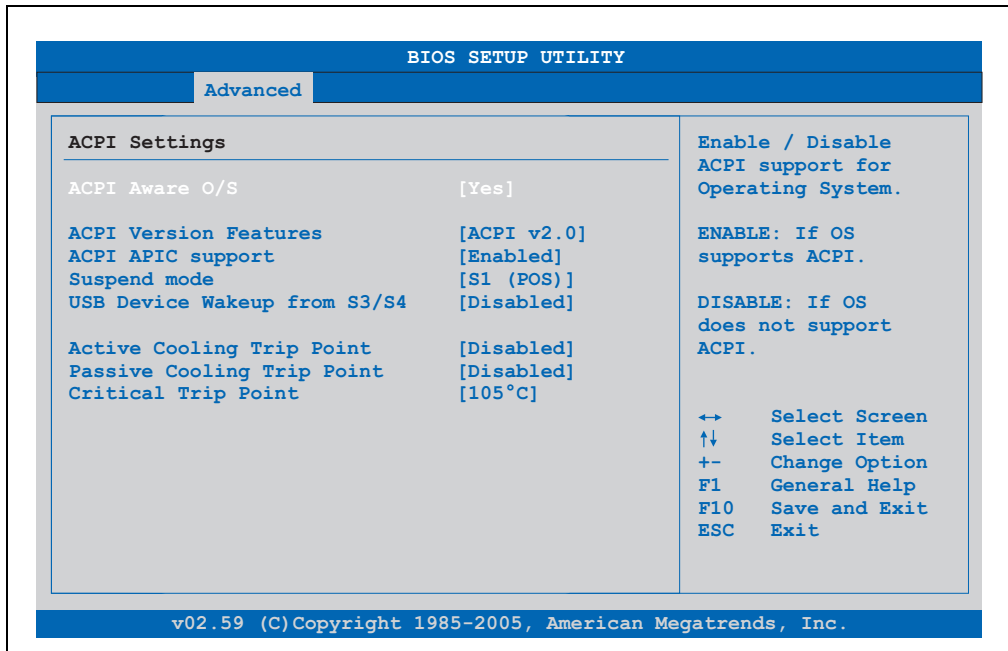 BIOS SETUP UTILITY
Advanced
ACPI Settings
ACPI Aware O/S [Yes]
ACPI Version Features [ACPI v2.0]
ACPI APIC support [Enabled]
Suspend mode [S1 (POS)]
USB Device Wakeup from S3/S4 [Disabled]
Active Cooling Trip Point [Disabled]
Passive Cooling Trip Point [Disabled]
Critical Trip Point [105°C]
Enable / Disable
ACPI support for
Operating System.
ENABLE: If OS
supports ACPI.
DISABLE: If OS
does not support
ACPI.
↔ Select Screen
↑↓ Select Item
+- Change Option
F1 General Help
F10 Save and Exit
ESC Exit
v02.59 (C)Copyright 1985-2005, American Megatrends, Inc.